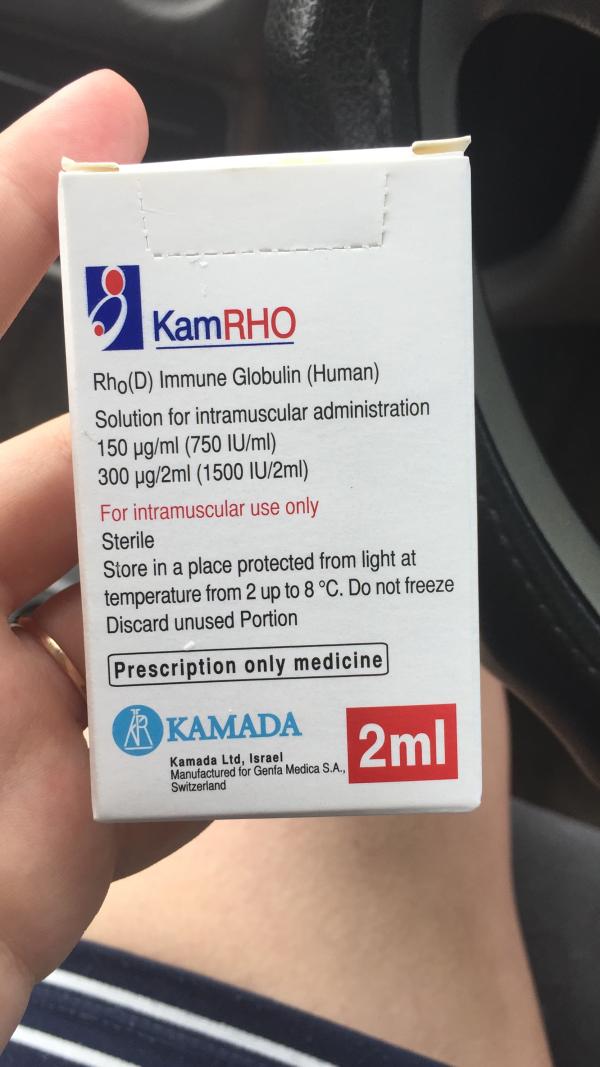 KamRHO
Rho(D) Immune Globulin (Human)
Solution for intramuscular administration
150 µg/ml (750 IU/ml)
300 µg/2ml (1500 IU/2ml)
For intramuscular use only
Sterile
Store in a place protected from light at
temperature from 2 up to 8 °C. Do not freeze
Discard unused Portion
Prescription only medicine
KAMADA
2ml
Kamada Ltd, Israel
Manufactured for Genfa Medica S.A.,
Switzerland